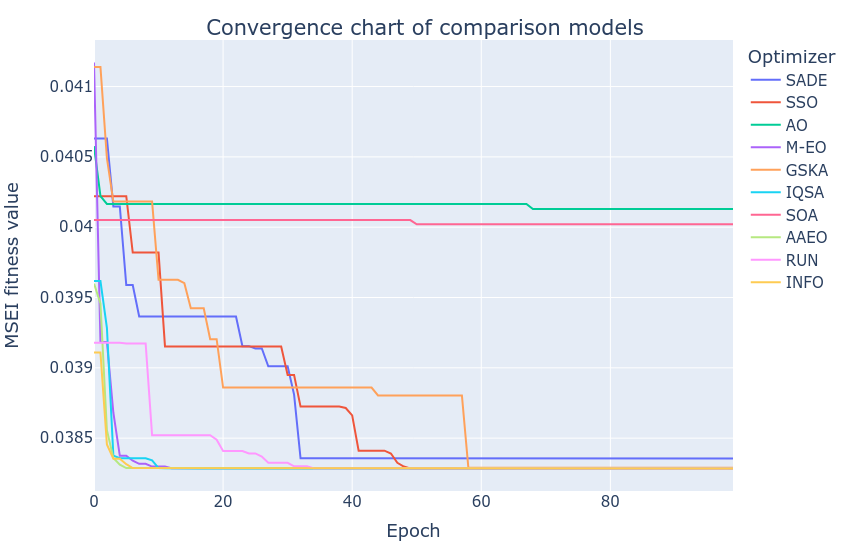 Convergence chart of comparison models
MSEI fitness value
0.041
0.0405
0.04
0.0395
0.039
0.0385
0
20
40
60
80
Epoch
Optimizer
SADE
SSO
AO
M-EO
GSKA
IQSA
SOA
AAEO
RUN
INFO